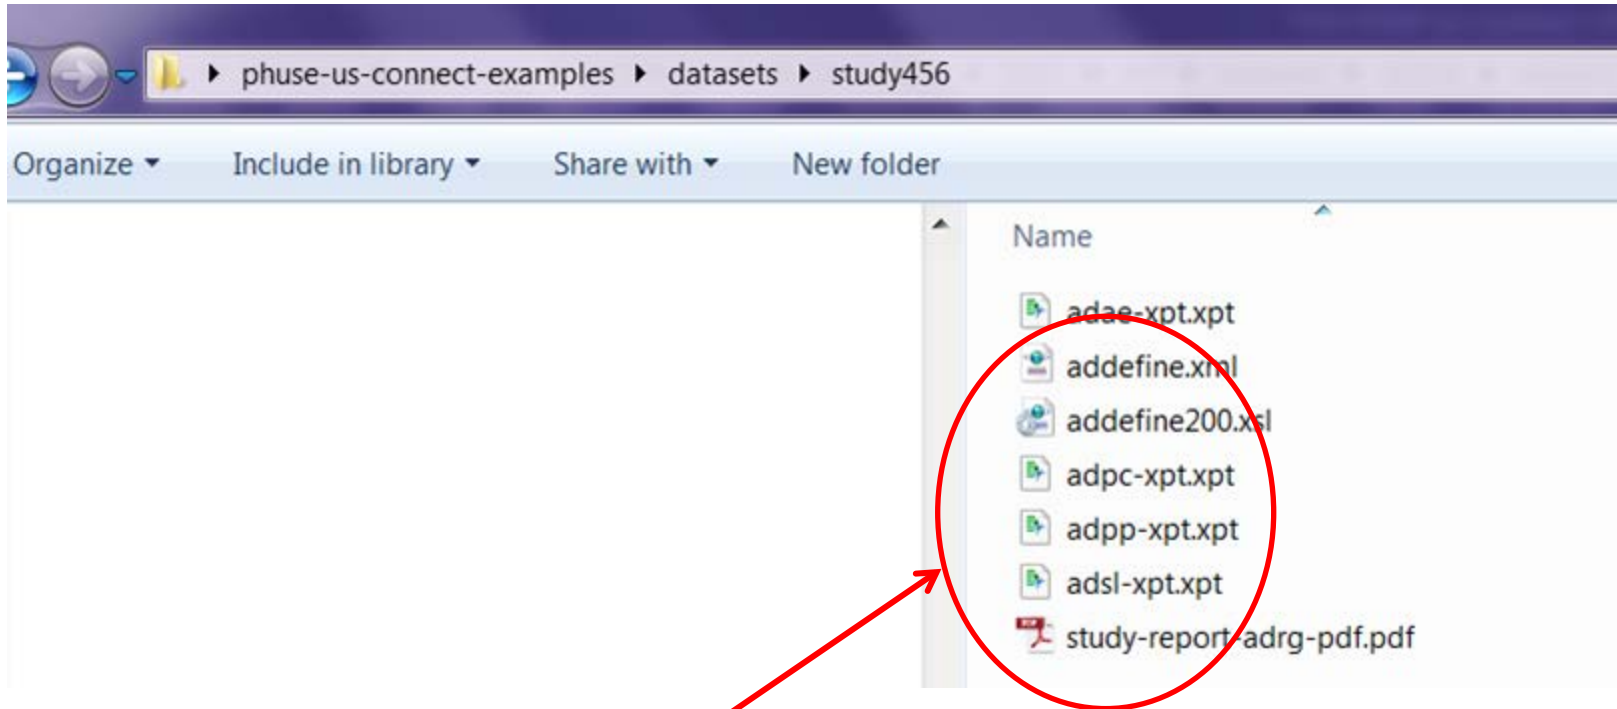 phuse-us-connect-examples datasets study456
Organize Include in library Share with New folder
Name
adae-xpt.xpt
addefine.xml
addefine200.xsl
adpc-xpt.xpt
adpp-xpt.xpt
adsl-xpt.xpt
study-report-adrg-pdf.pdf